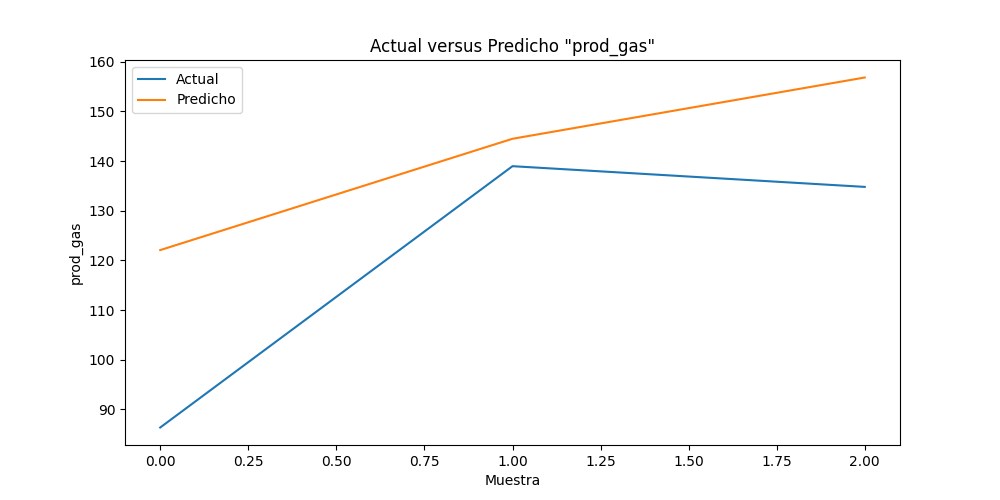 Actual versus Predicho "prod_gas"
Actual
Predicho
160
150
140
130
120
110
100
90
prod_gas
0.00 0.25 0.50 0.75 1.00 1.25 1.50 1.75 2.00
Muestra